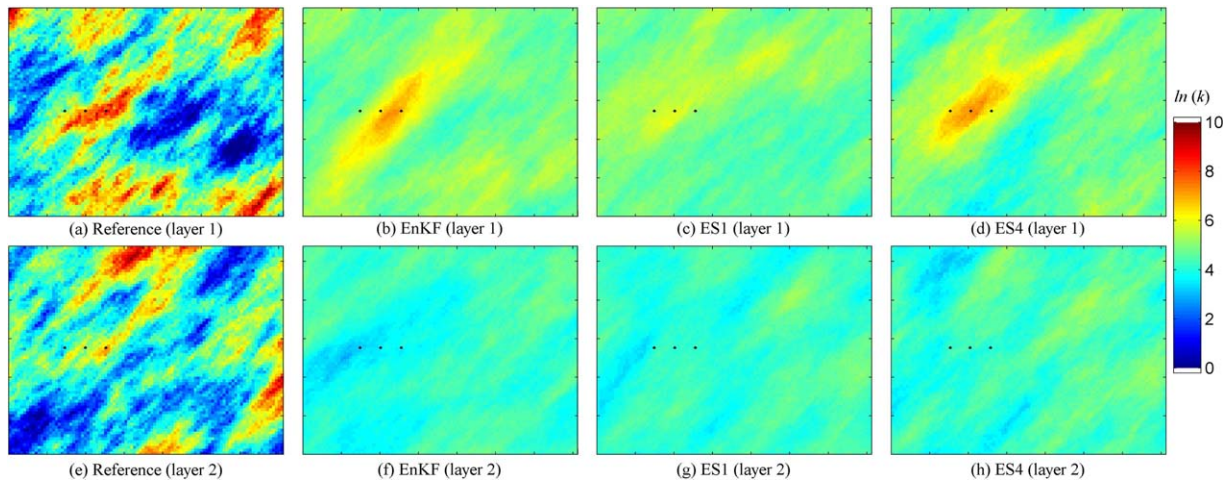 (a) Reference (layer 1)
(b) EnKF (layer 1)
(c) ES1 (layer 1)
(d) ES4 (layer 1)
ln (k)
10
8
6
4
2
0
(e) Reference (layer 2)
(f) EnKF (layer 2)
(g) ES1 (layer 2)
(h) ES4 (layer 2)